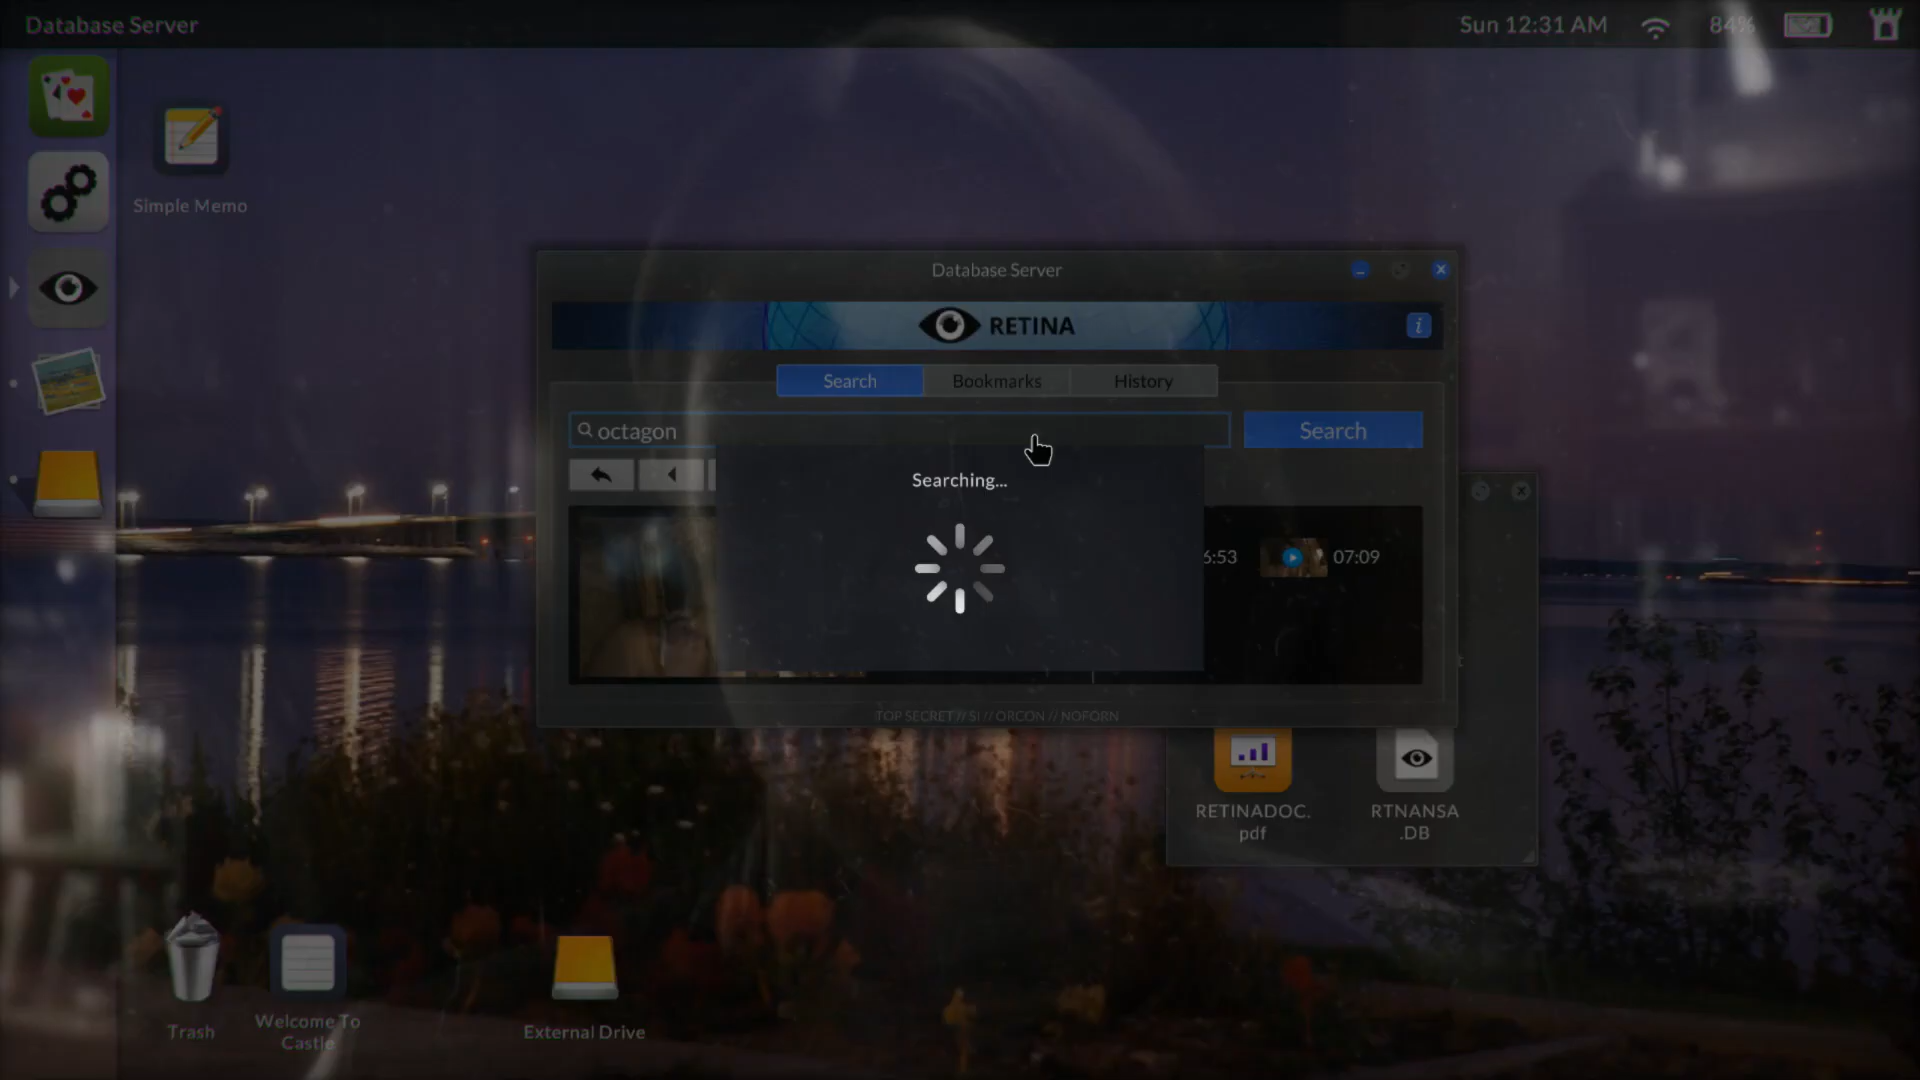 Database Server
Sun 12:31 AM
84%
Simple Memo
Database Server
RETINA
i
Search
Bookmarks
History
octagon
Search
Searching...
6:53
07:09
TOP SECRET // SI // ORCON // NOFORN
RETINADOC.
pdf
RTNANSA
.DB
Trash
Welcome To
Castle
External Drive